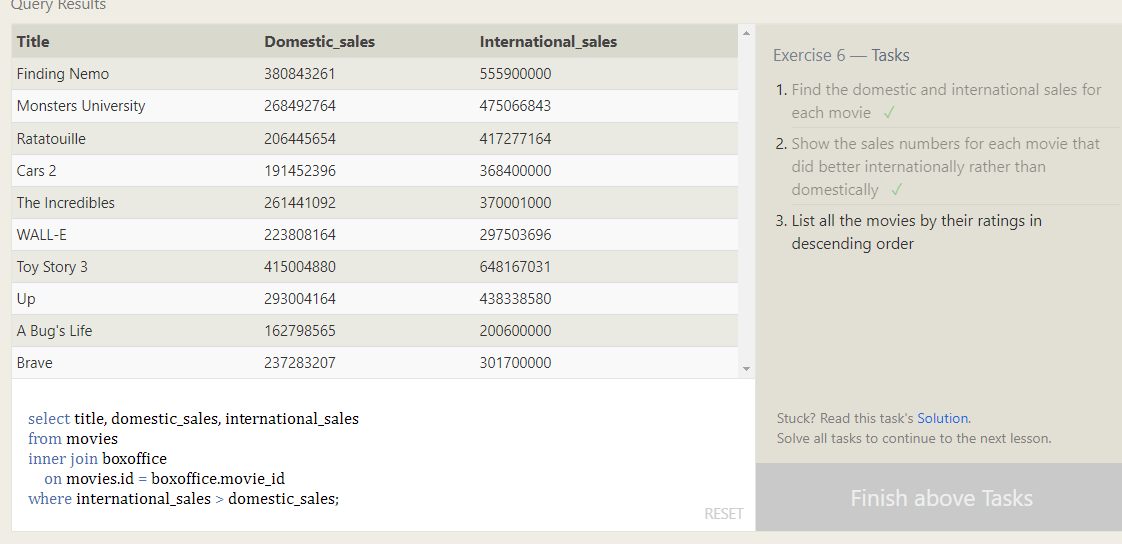 Query Results
Title Domestic_sales International_sales
Finding Nemo 380843261 555900000
Monsters University 268492764 475066843
Ratatouille 206445654 417277164
Cars 2 191452396 368400000
The Incredibles 261441092 370001000
WALL-E 223808164 297503696
Toy Story 3 415004880 648167031
Up 293004164 438338580
A Bug's Life 162798565 200600000
Brave 237283207 301700000
select title, domestic_sales, international_sales
from movies
inner join boxoffice
on movies.id = boxoffice.movie_id
where international_sales > domestic_sales;
RESET
Exercise 6 — Tasks
1. Find the domestic and international sales for
each movie ✓
2. Show the sales numbers for each movie that
did better internationally rather than
domestically ✓
3. List all the movies by their ratings in
descending order
Stuck? Read this task's Solution.
Solve all tasks to continue to the next lesson.
Finish above Tasks